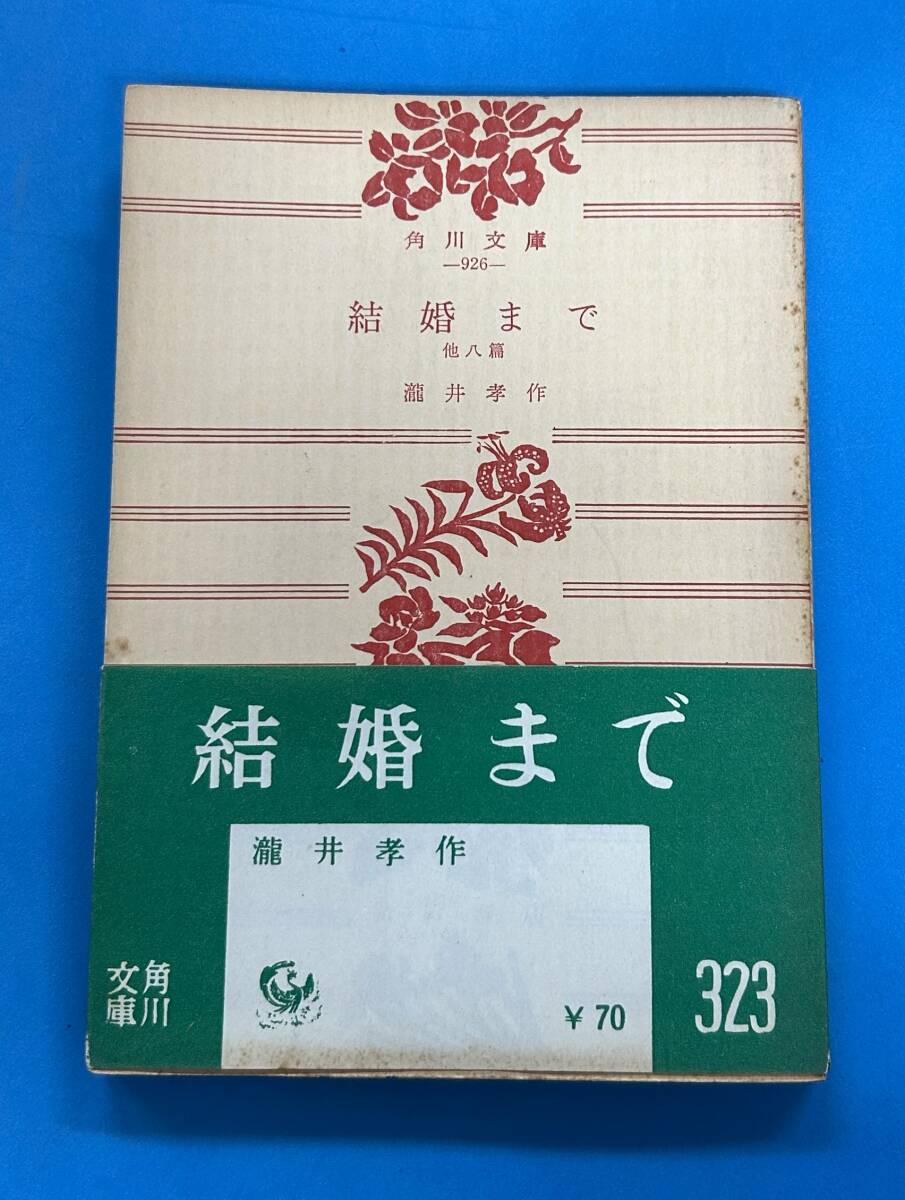 角川文庫
—926—
結婚まで
他八篇
瀧井孝作
結婚まで
瀧井孝作
角川
文庫
¥70
323